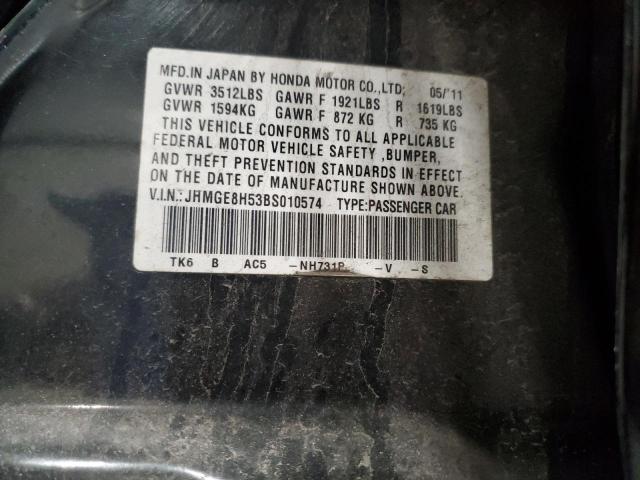 MFD.IN JAPAN BY HONDA MOTOR CO.,LTD; 05/'11
GVWR 3512LBS GAWR F 1921LBS R 1619LBS
GVWR 1594KG GAWR F 872 KG R 735 KG
THIS VEHICLE CONFORMS TO ALL APPLICABLE
FEDERAL MOTOR VEHICLE SAFETY ,BUMPER,
AND THEFT PREVENTION STANDARDS IN EFFECT
ON THE DATE OF MANUFACTURE SHOWN ABOVE.
V.I.N.:JHMGE8H53BS010574 TYPE:PASSENGER CAR
TK6 B AC5 -NH731P -V -S